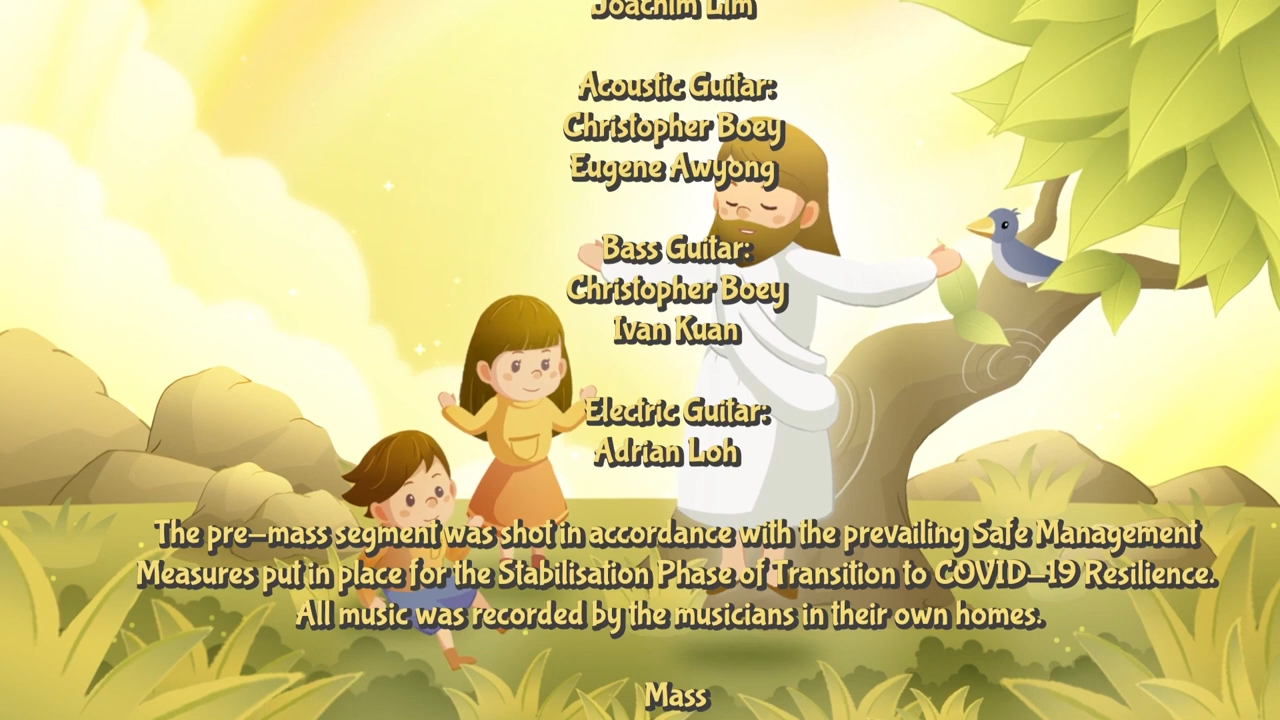 Joachim Lim
Acoustic Guitar:
Christopher Boey
Eugene Awyong
Bass Guitar:
Christopher Boey
Ivan Kuan
Electric Guitar:
Adrian Loh
The pre-mass segment was shot in accordance with the prevailing Safe Management
Measures put in place for the Stabilisation Phase of Transition to COVID-19 Resilience.
All music was recorded by the musicians in their own homes.
Mass